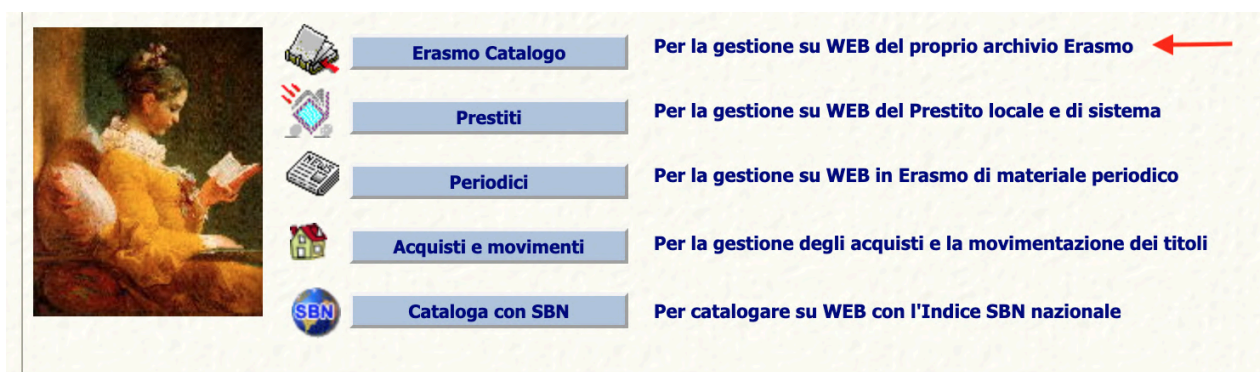 Erasmo Catalogo Per la gestione su WEB del proprio archivio Erasmo
Prestiti Per la gestione su WEB del Prestito locale e di sistema
NEWS
Periodici Per la gestione su WEB in Erasmo di materiale periodico
Acquisti e movimenti Per la gestione degli acquisti e la movimentazione dei titoli
SBN Cataloga con SBN Per catalogare su WEB con l'Indice SBN nazionale